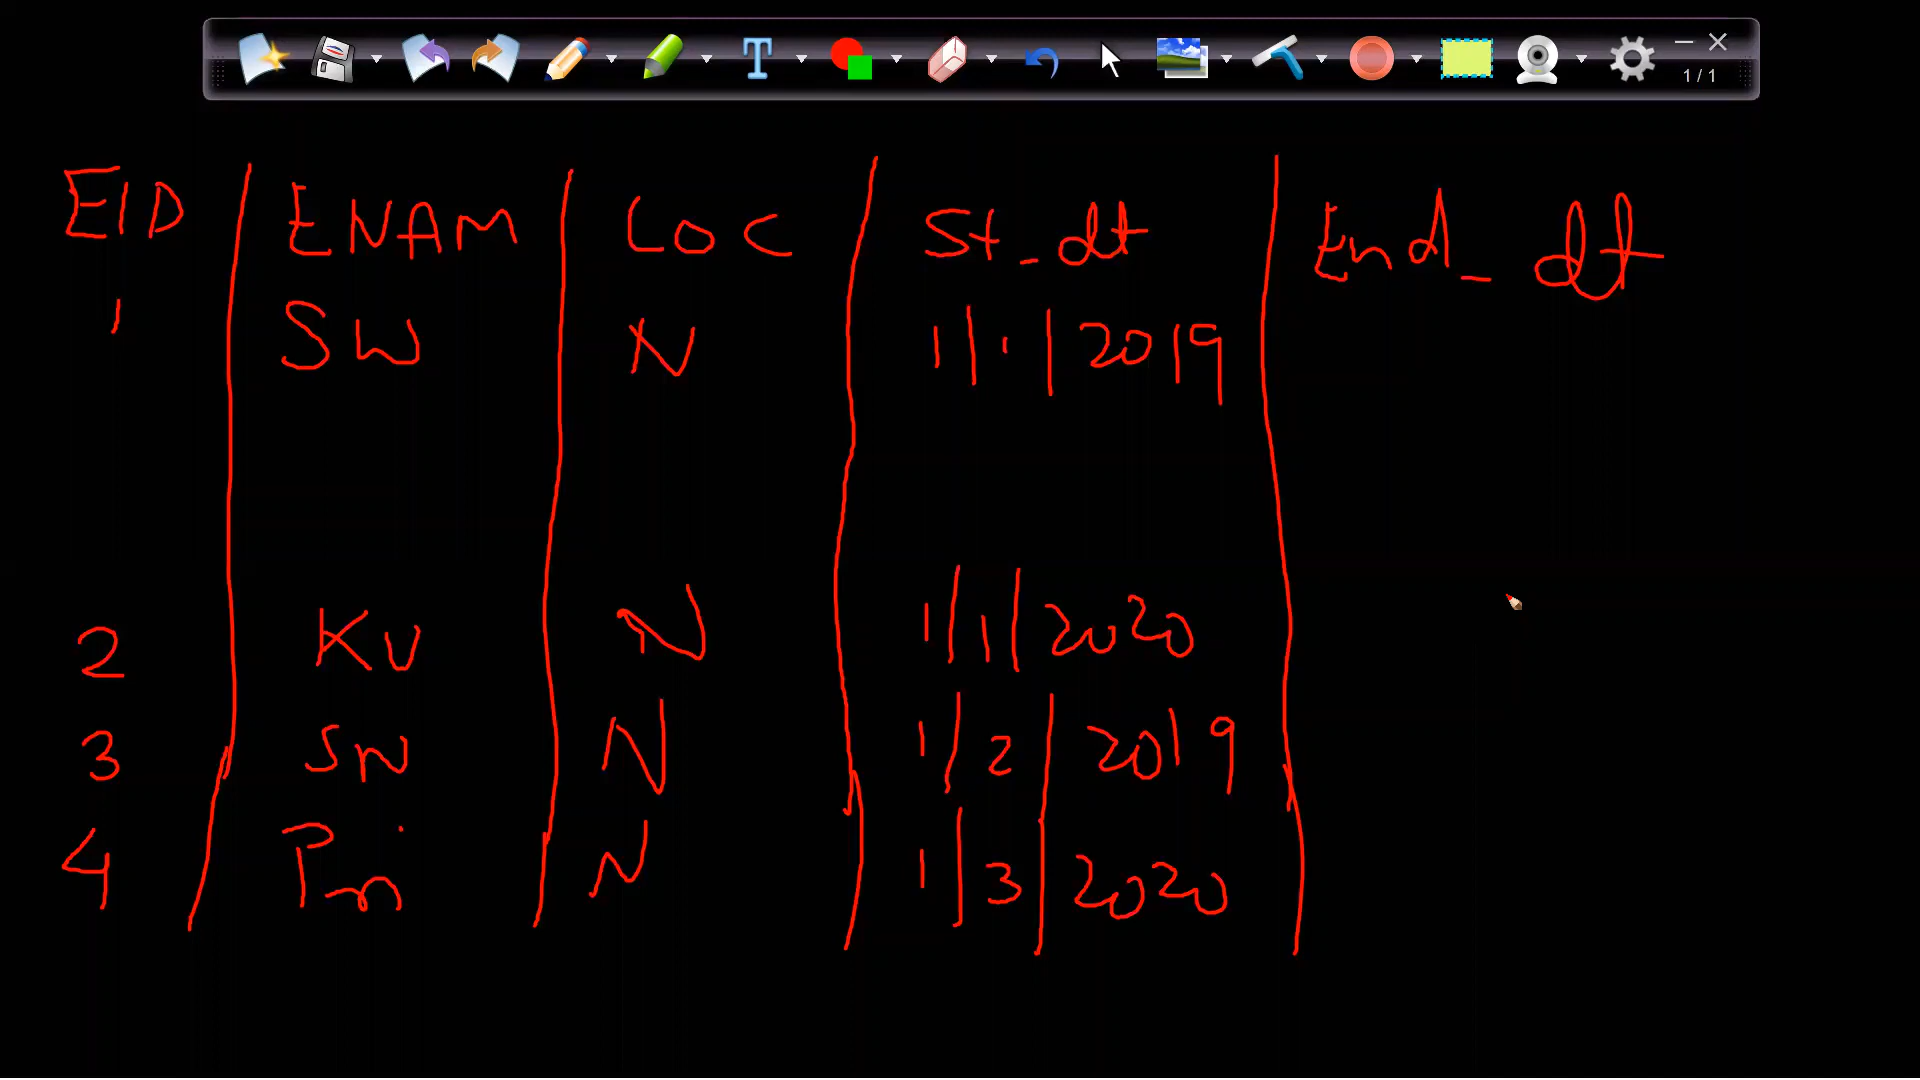 1 / 1
EID ENAM LOC St_dt End_dt
1 SW N 1/1/2019
2 KV N 1/1/2020
3 SN N 1/2/2019
4 Pri N 1/3/2020